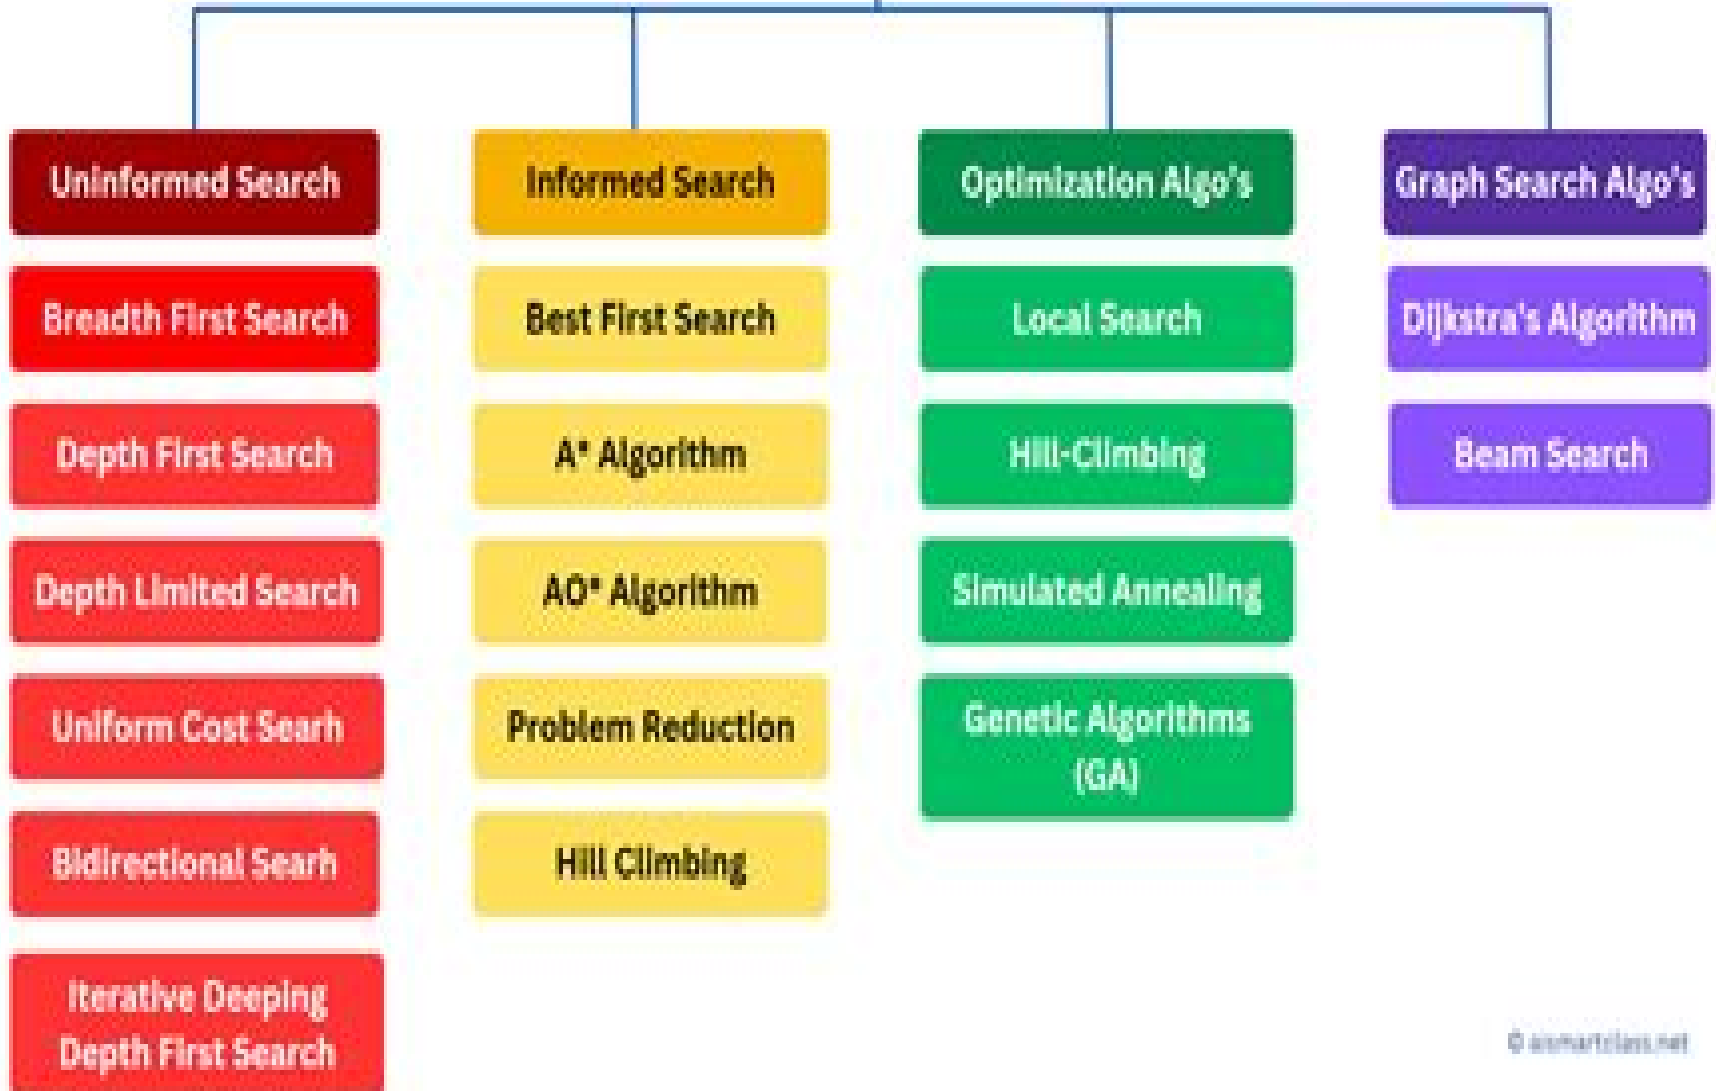 Uninformed Search
Breadth First Search
Depth First Search
Depth Limited Search
Uniform Cost Searh
Bidirectional Searh
Iterative Deeping
Depth First Search
Informed Search
Best First Search
A* Algorithm
AO* Algorithm
Problem Reduction
Hill Climbing
Optimization Algo's
Local Search
Hill-Climbing
Simulated Annealing
Genetic Algorithms
(GA)
Graph Search Algo's
Dijkstra's Algorithm
Beam Search
© aismartclass.net